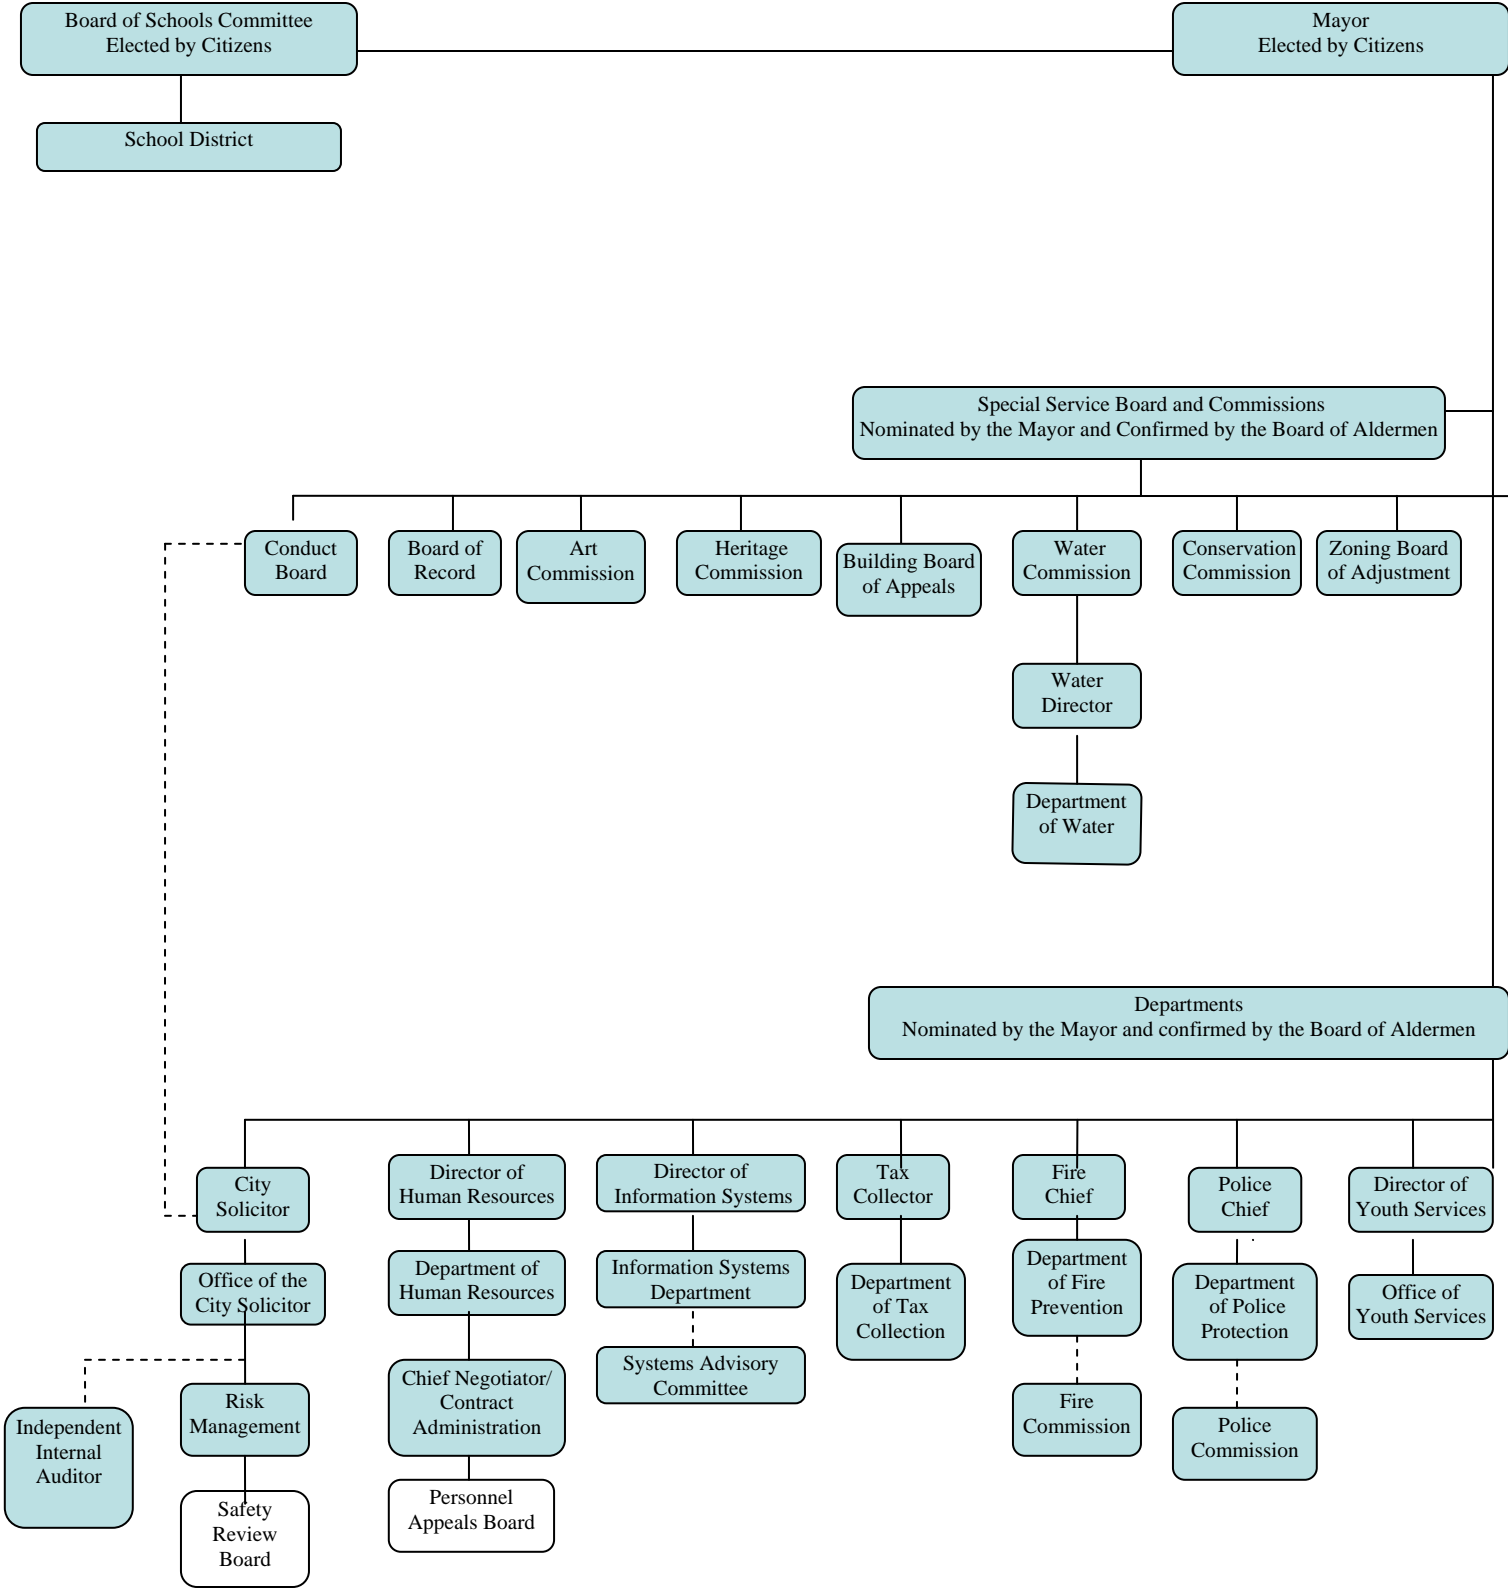 Board of Schools Committee
Elected by Citizens
Mayor
Elected by Citizens
School District
Special Service Board and Commissions
Nominated by the Mayor and Confirmed by the Board of Aldermen
Conduct
Board
Board of
Record
Art
Commission
Heritage
Commission
Building Board
of Appeals
Water
Commission
Conservation
Commission
Zoning Board
of Adjustment
Water
Director
Department
of Water
Departments
Nominated by the Mayor and confirmed by the Board of Aldermen
City
Solicitor
Director of
Human Resources
Director of
Information Systems
Tax
Collector
Fire
Chief
Police
Chief
Director of
Youth Services
Office of the
City Solicitor
Department of
Human Resources
Information Systems
Department
Department
of Tax
Collection
Department
of Fire
Prevention
Department
of Police
Protection
Office of
Youth Services
Independent
Internal
Auditor
Risk
Management
Chief Negotiator/
Contract
Administration
Systems Advisory
Committee
Fire
Commission
Police
Commission
Safety
Review
Board
Personnel
Appeals Board